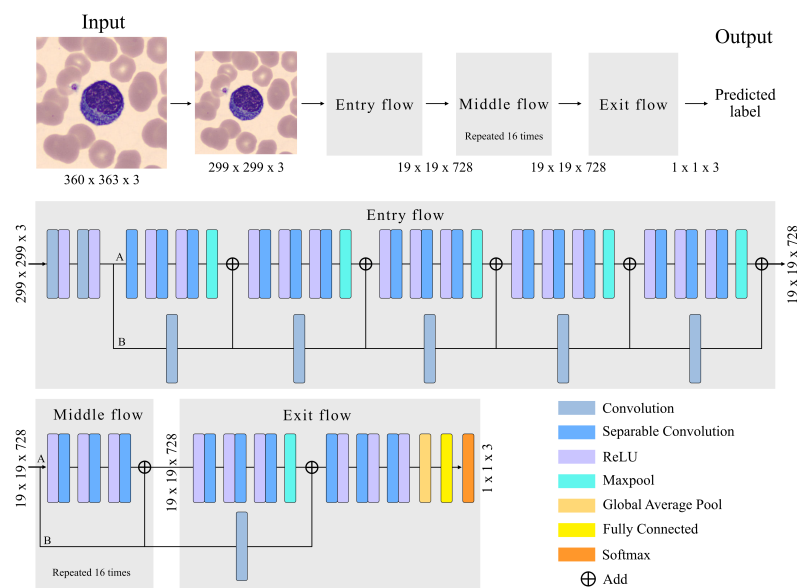 Input
Output
Entry flow
Middle flow
Exit flow
Predicted
label
Repeated 16 times
360 x 363 x 3
299 x 299 x 3
19 x 19 x 728
19 x 19 x 728
1 x 1 x 3
Entry flow
299 x 299 x 3
A
B
19 x 19 x 728
Middle flow
19 x 19 x 728
A
B
Repeated 16 times
Exit flow
19 x 19 x 728
1 x 1 x 3
Convolution
Separable Convolution
ReLU
Maxpool
Global Average Pool
Fully Connected
Softmax
Add